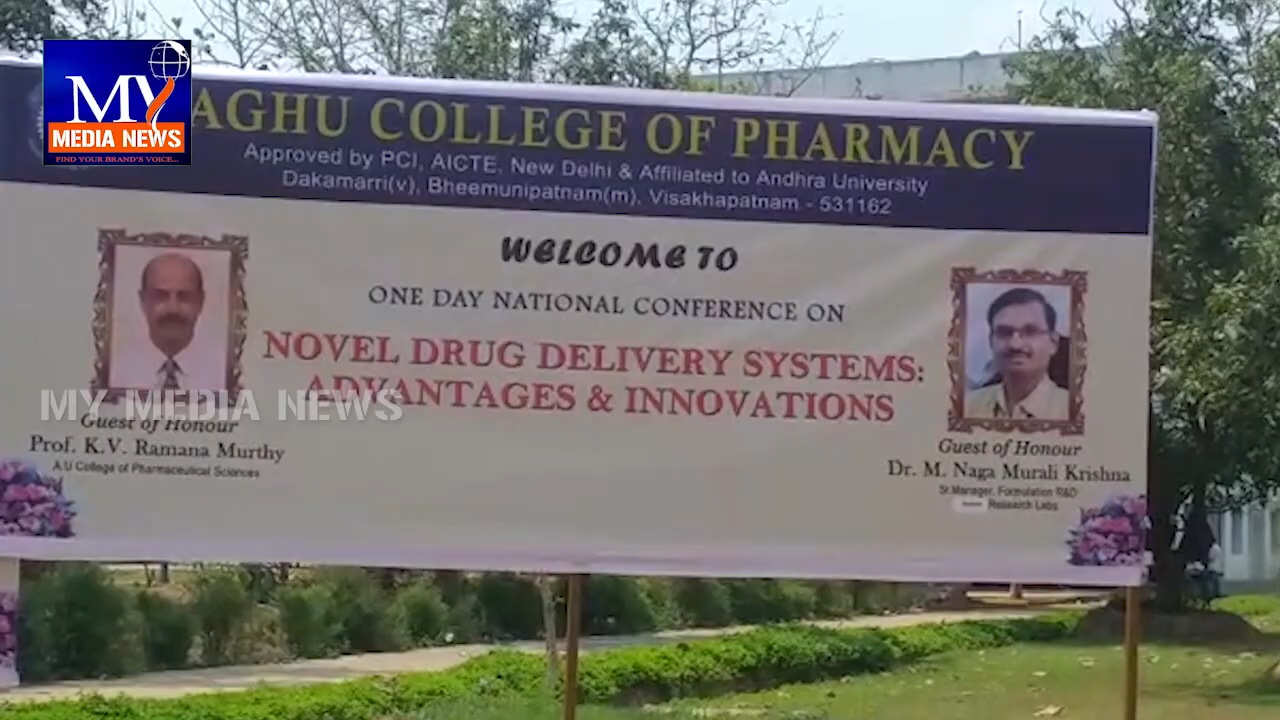 MY
MEDIA NEWS
FIND YOUR BRAND'S VOICE...
AGHU COLLEGE OF PHARMACY
Approved by PCI, AICTE, New Delhi & Affiliated to Andhra University
Dakamarri(v), Bheemunipatnam(m), Visakhapatnam - 531162
WELCOME TO
ONE DAY NATIONAL CONFERENCE ON
NOVEL DRUG DELIVERY SYSTEMS:
ADVANTAGES & INNOVATIONS
MY MEDIA NEWS
Guest of Honour
Prof. K.V. Ramana Murthy
A U College of Pharmaceutical Sciences
Guest of Honour
Dr. M. Naga Murali Krishna
Sr.Manager, Formulation R&D
Research Labs